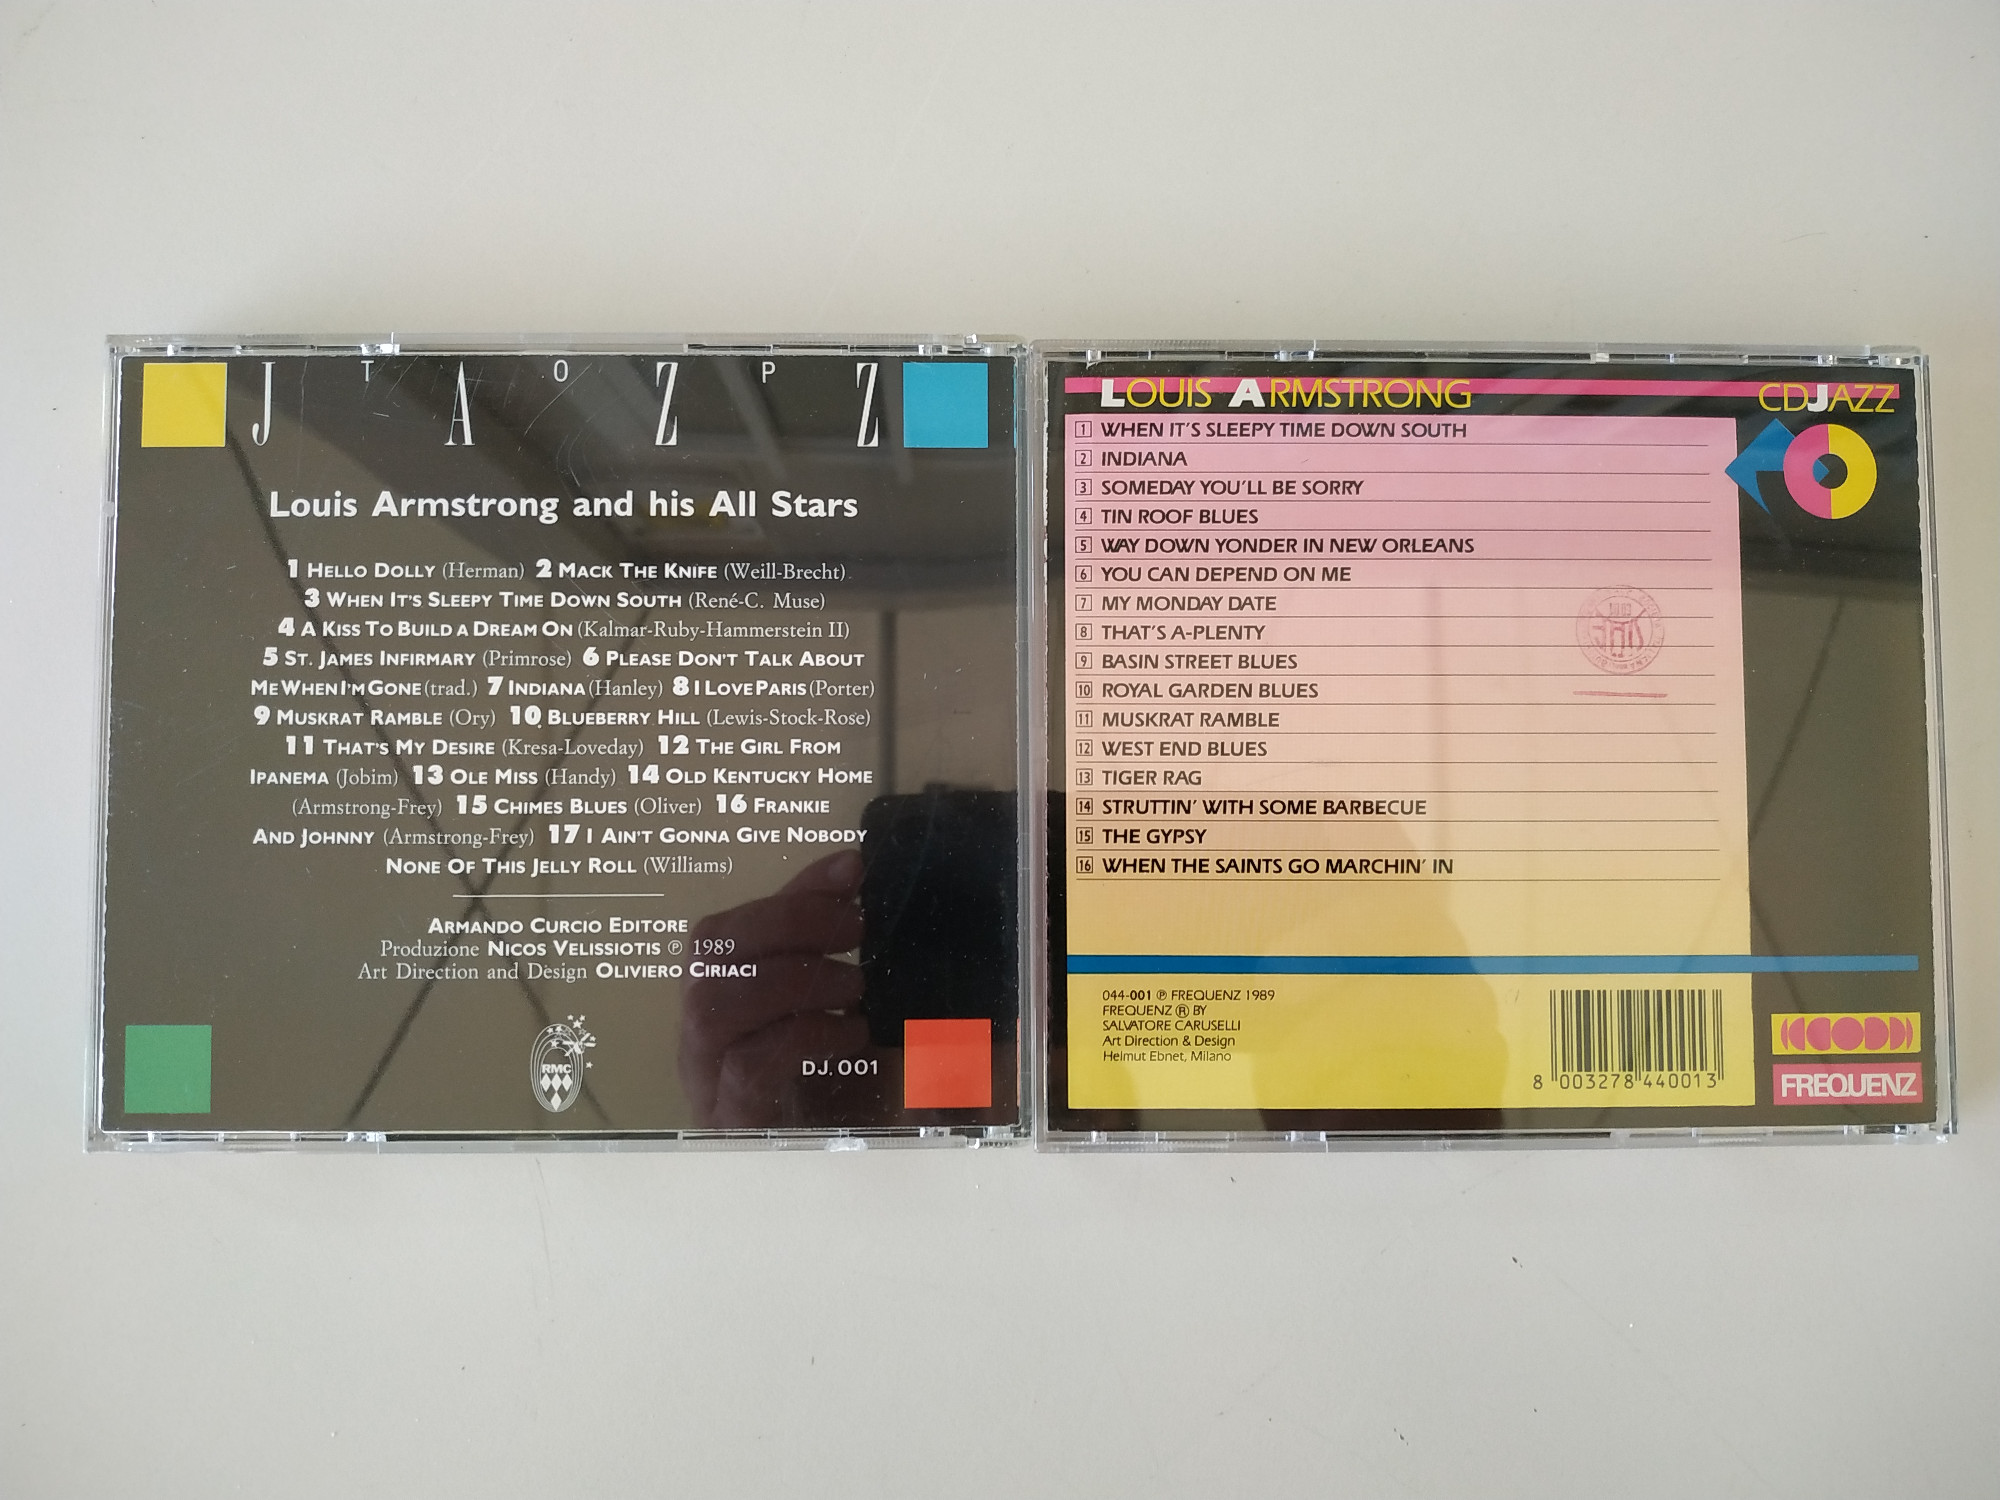 J T A O Z P Z
Louis Armstrong and his All Stars
1 HELLO DOLLY (Herman) 2 MACK THE KNIFE (Weill-Brecht)
3 WHEN IT'S SLEEPY TIME DOWN SOUTH (René-C. Muse)
4 A KISS TO BUILD A DREAM ON (Kalmar-Ruby-Hammerstein II)
5 ST. JAMES INFIRMARY (Primrose) 6 PLEASE DON'T TALK ABOUT
ME WHEN I'M GONE (trad.) 7 INDIANA (Hanley) 8 I LOVE PARIS (Porter)
9 MUSKRAT RAMBLE (Ory) 10 BLUEBERRY HILL (Lewis-Stock-Rose)
11 THAT'S MY DESIRE (Kresa-Loveday) 12 THE GIRL FROM
IPANEMA (Jobim) 13 OLE MISS (Handy) 14 OLD KENTUCKY HOME
(Armstrong-Frey) 15 CHIMES BLUES (Oliver) 16 FRANKIE
AND JOHNNY (Armstrong-Frey) 17 I AIN'T GONNA GIVE NOBODY
NONE OF THIS JELLY ROLL (Williams)
ARMANDO CURCIO EDITORE
Produzione NICOS VELISSIOTIS ℗ 1989
Art Direction and Design OLIVIERO CIRIACI
RMC
DJ. 001
LOUIS ARMSTRONG
CDJAZZ
1 WHEN IT'S SLEEPY TIME DOWN SOUTH
2 INDIANA
3 SOMEDAY YOU'LL BE SORRY
4 TIN ROOF BLUES
5 WAY DOWN YONDER IN NEW ORLEANS
6 YOU CAN DEPEND ON ME
7 MY MONDAY DATE
8 THAT'S A-PLENTY
9 BASIN STREET BLUES
10 ROYAL GARDEN BLUES
11 MUSKRAT RAMBLE
12 WEST END BLUES
13 TIGER RAG
14 STRUTTIN' WITH SOME BARBECUE
15 THE GYPSY
16 WHEN THE SAINTS GO MARCHIN' IN
044-001 ℗ FREQUENZ 1989
FREQUENZ ® BY
SALVATORE CARUSELLI
Art Direction & Design
Helmut Ebnet, Milano
8 003278 440013
FREQUENZ